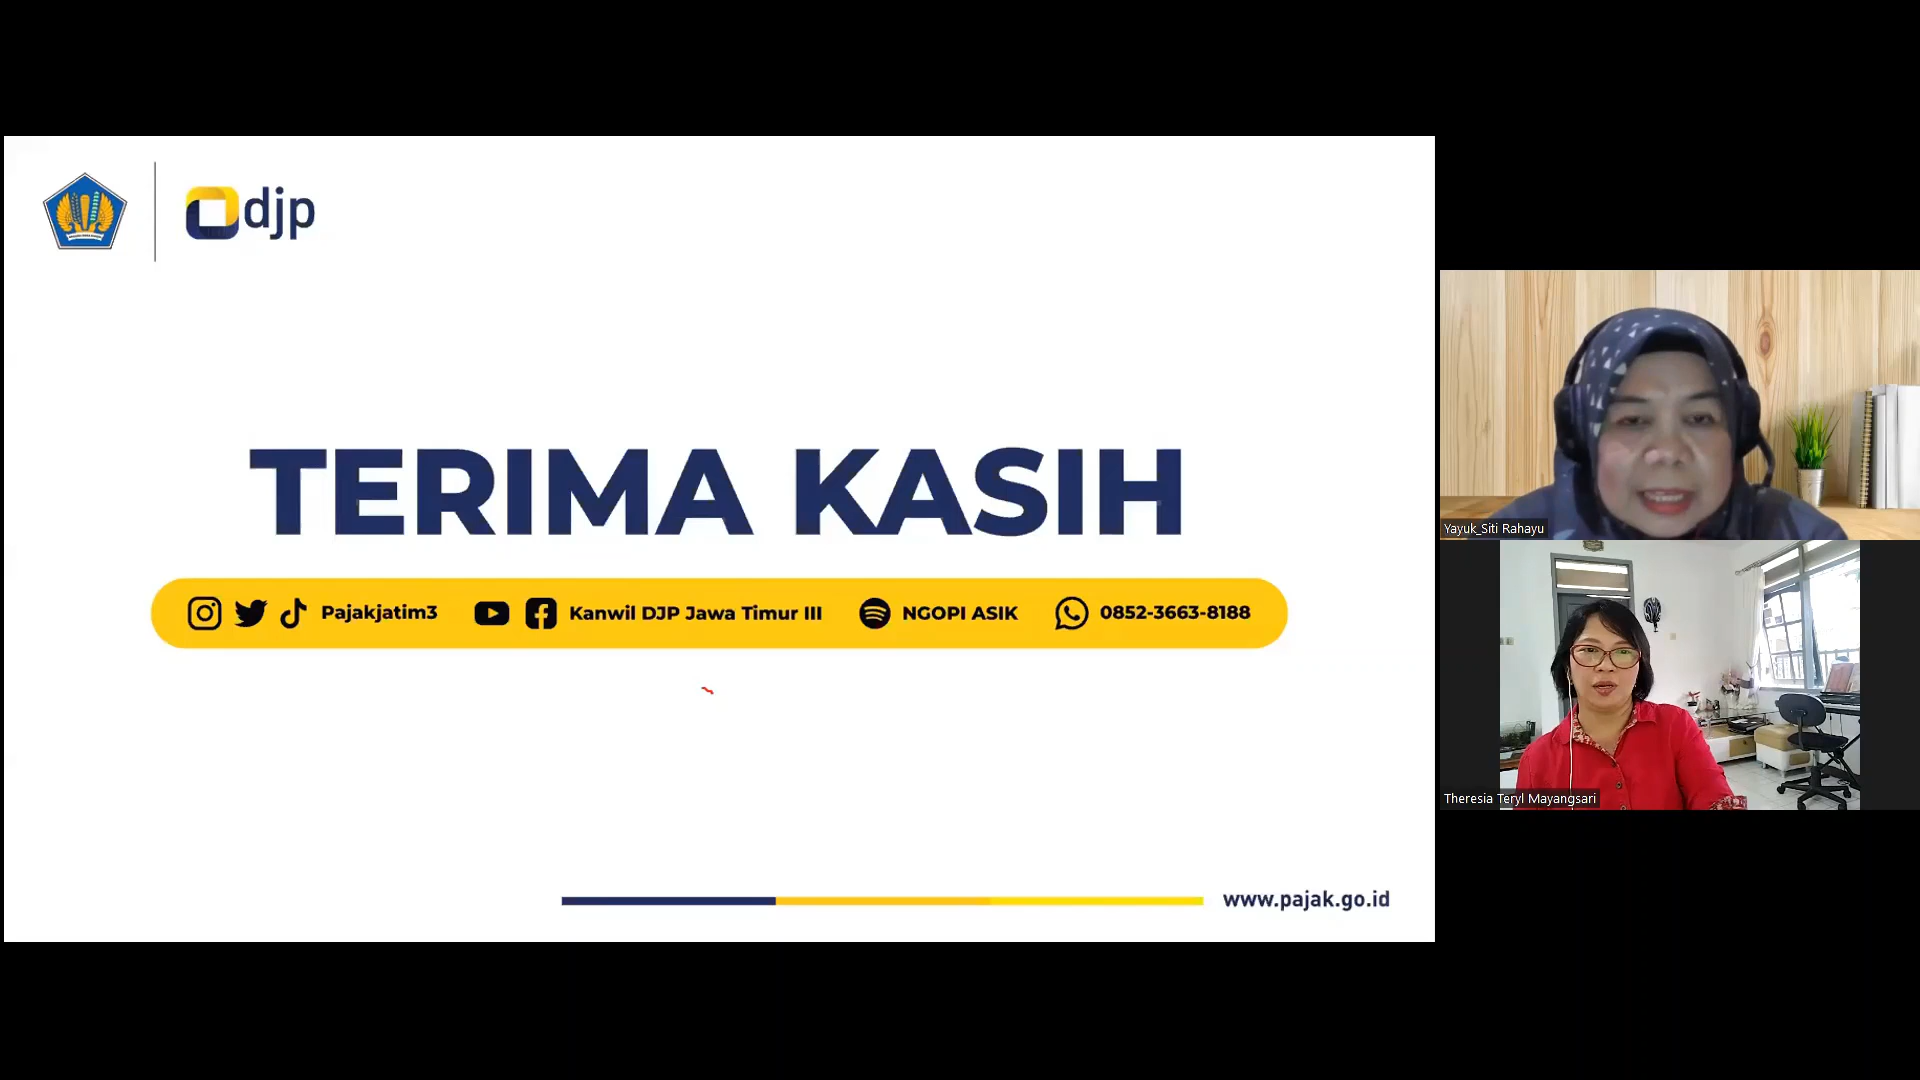 djp
TERIMA KASIH
Pajakjatim3 Kanwil DJP Jawa Timur III NGOPI ASIK 0852-3663-8188
www.pajak.go.id
Yayuk_Siti Rahayu
Theresia Teryl Mayangsari